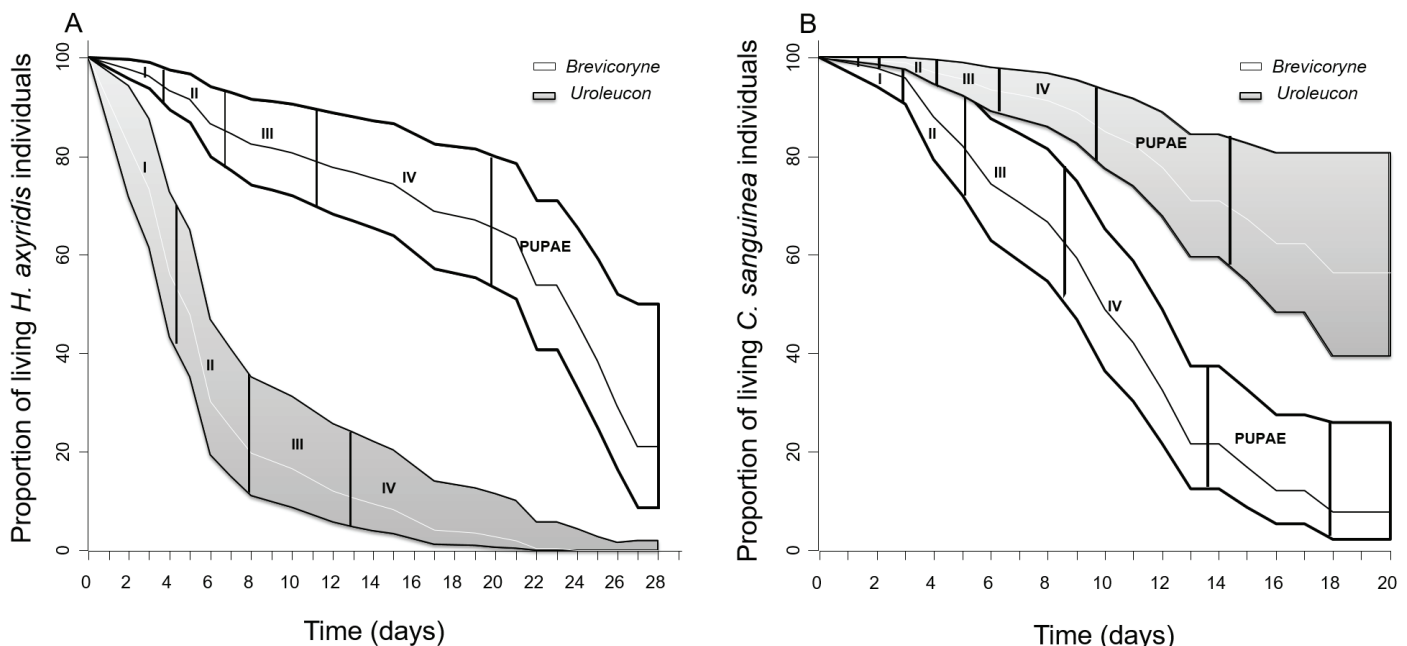 A
Proportion of living H. axyridis individuals
100
80
60
40
20
0
Brevicoryne
Uroleucon
I
II
III
IV
PUPAE
I
II
III
IV
0 2 4 6 8 10 12 14 16 18 20 22 24 26 28
Time (days)
B
Proportion of living C. sanguinea individuals
100
80
60
40
20
0
Brevicoryne
Uroleucon
I
II
III
IV
PUPAE
I
II
III
IV
PUPAE
0 2 4 6 8 10 12 14 16 18 20
Time (days)